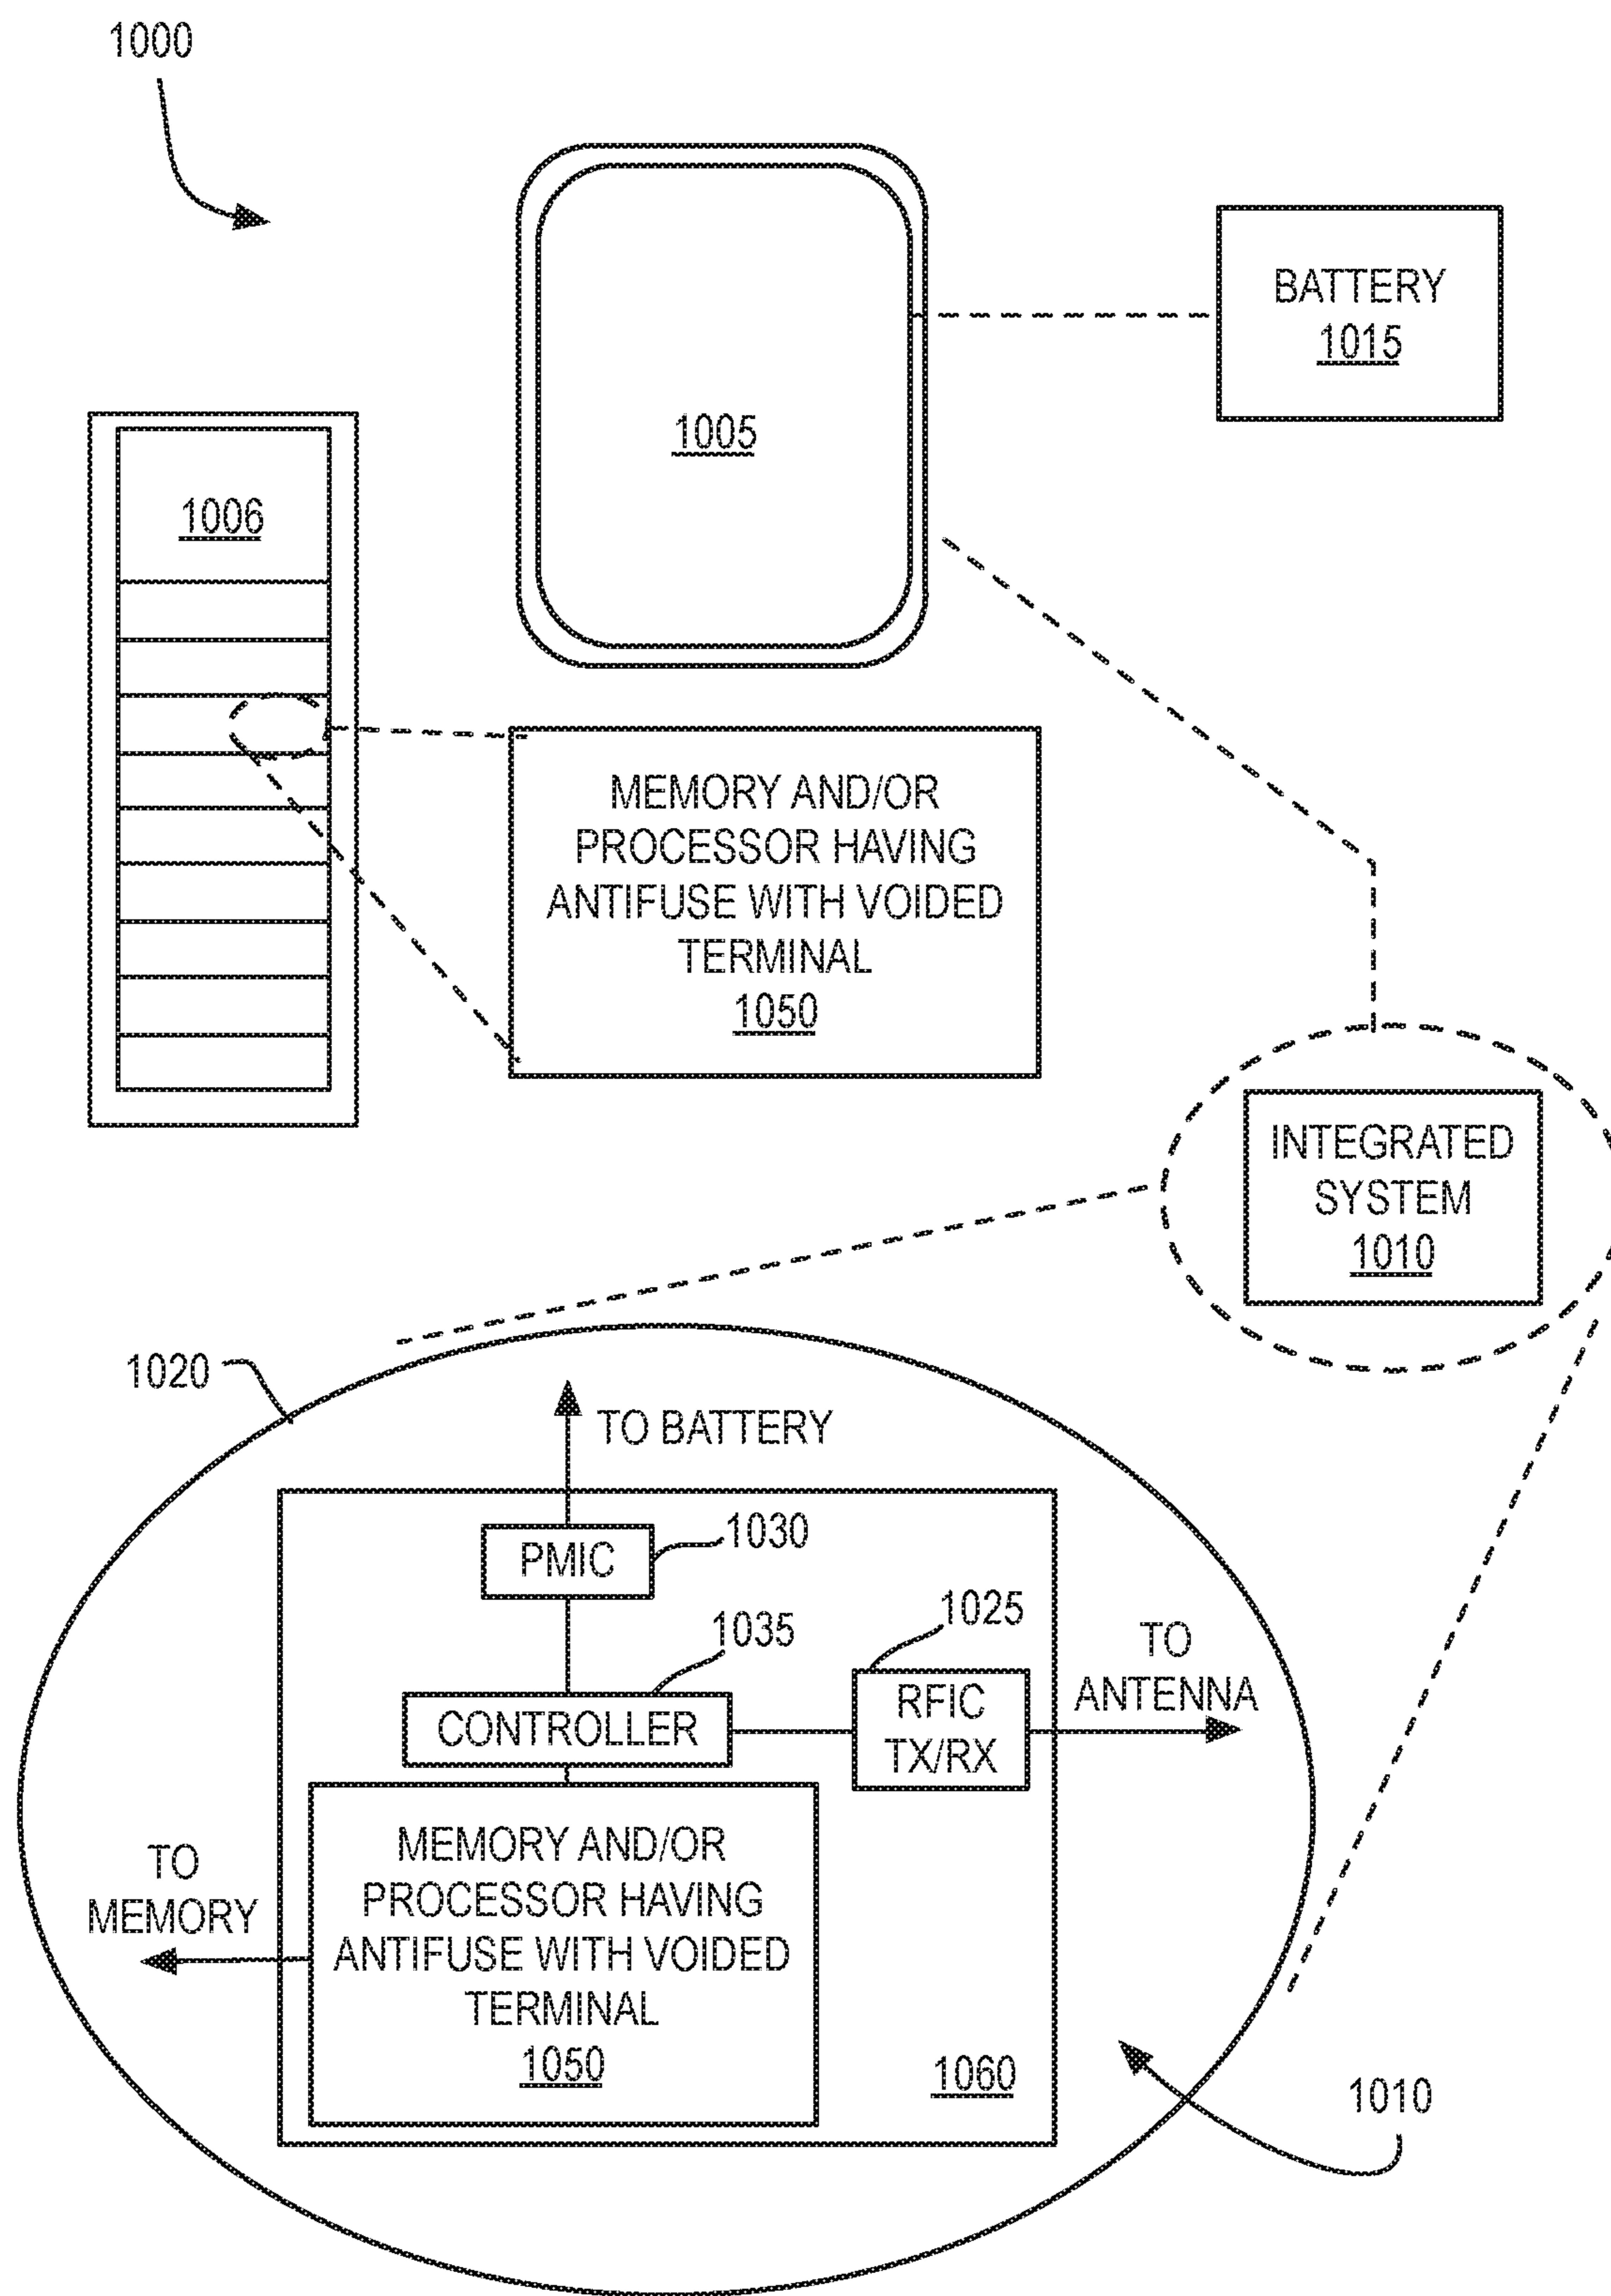 1000
BATTERY
1015
1005
1006
MEMORY AND/OR
PROCESSOR HAVING
ANTIFUSE WITH VOIDED
TERMINAL
1050
INTEGRATED
SYSTEM
1010
1020
TO BATTERY
PMIC
1030
1035
1025
CONTROLLER
RFIC
TX/RX
TO
ANTENNA
TO
MEMORY
MEMORY AND/OR
PROCESSOR HAVING
ANTIFUSE WITH VOIDED
TERMINAL
1050
1060
1010